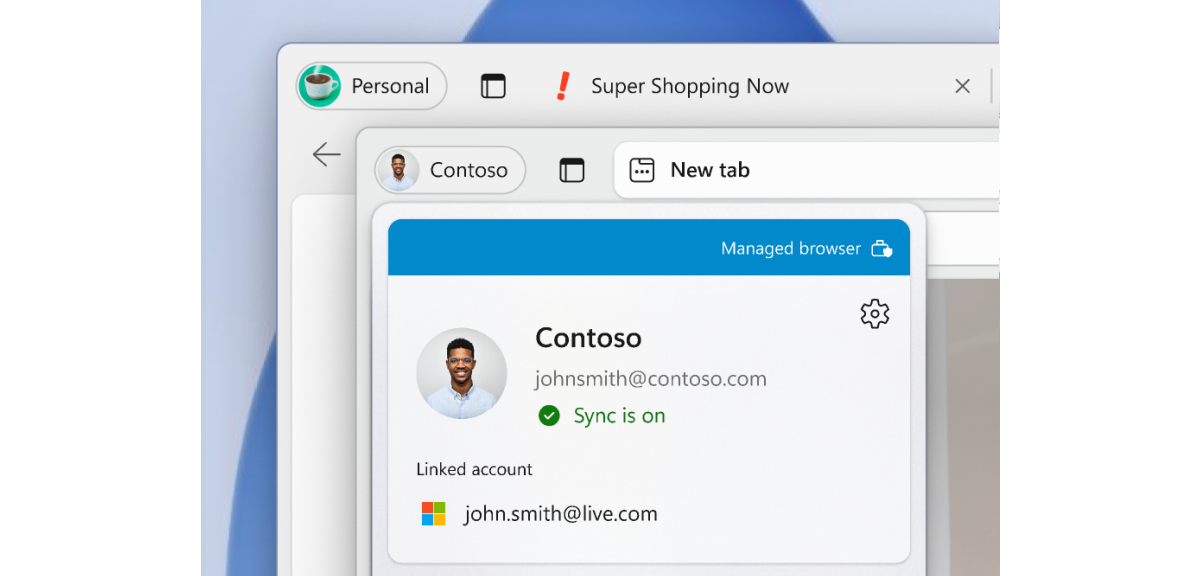 Personal
Super Shopping Now
Contoso
New tab
Managed browser
Contoso
johnsmith@contoso.com
Sync is on
Linked account
john.smith@live.com